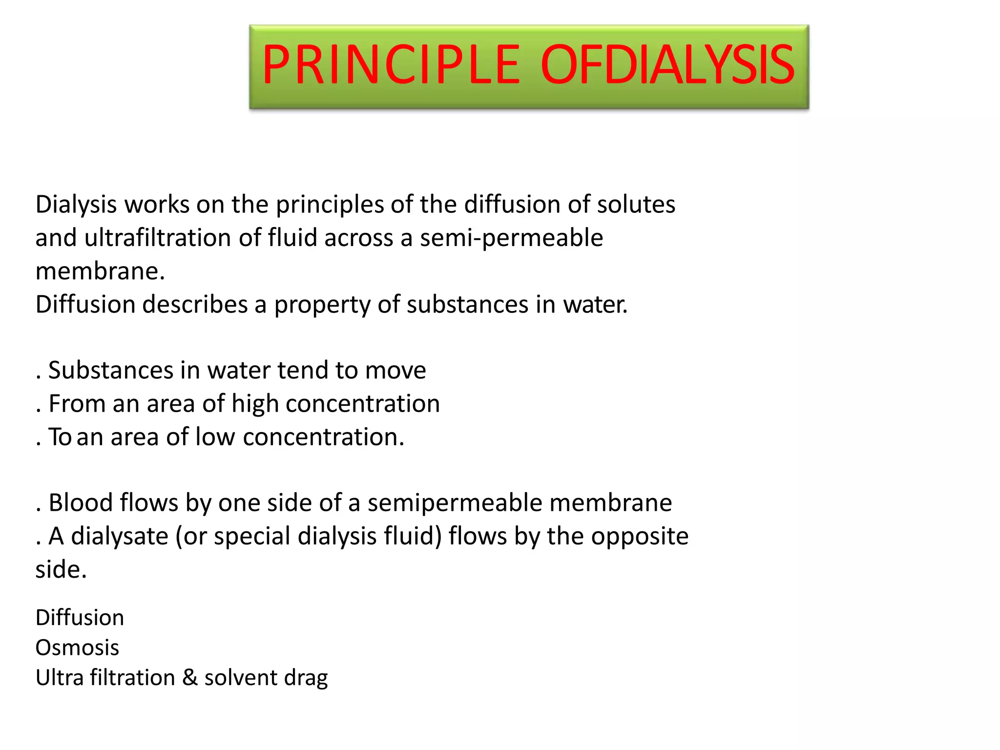 PRINCIPLE OFDIALYSIS
Dialysis works on the principles of the diffusion of solutes
and ultrafiltration of fluid across a semi-permeable
membrane.
Diffusion describes a property of substances in water.
. Substances in water tend to move
. From an area of high concentration
. To an area of low concentration.
. Blood flows by one side of a semipermeable membrane
. A dialysate (or special dialysis fluid) flows by the opposite
side.
Diffusion
Osmosis
Ultra filtration & solvent drag